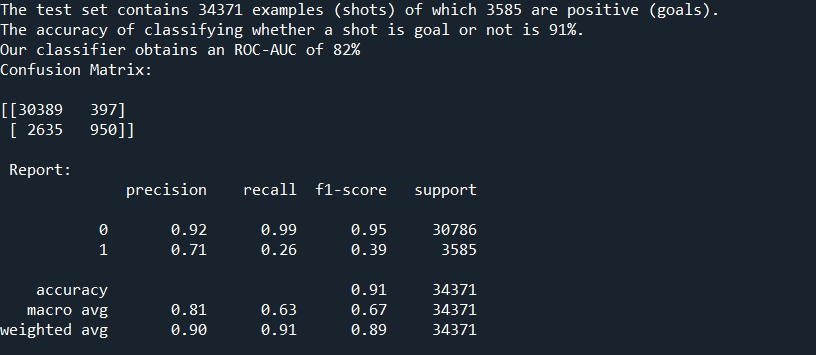 The test set contains 34371 examples (shots) of which 3585 are positive (goals).
The accuracy of classifying whether a shot is goal or not is 91%.
Our classifier obtains an ROC-AUC of 82%
Confusion Matrix:
[[30389 397]
[ 2635 950]]
Report:
precision recall f1-score support
0 0.92 0.99 0.95 30786
1 0.71 0.26 0.39 3585
accuracy 0.91 34371
macro avg 0.81 0.63 0.67 34371
weighted avg 0.90 0.91 0.89 34371